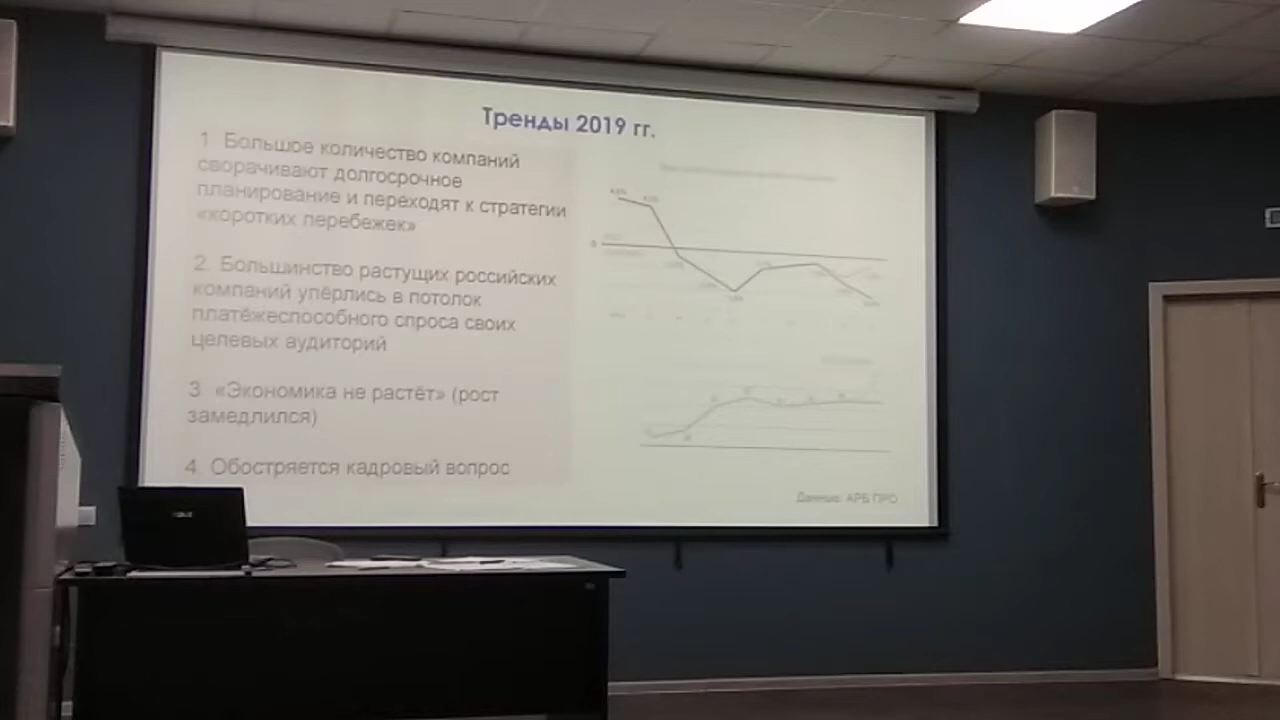 Тренды 2019 гг.
1. Большое количество компаний
сворачивают долгосрочное
планирование и переходят к стратегии
«коротких перебежек»
2. Большинство растущих российских
компаний упёрлись в потолок
платёжеспособного спроса своих
целевых аудиторий
3. «Экономика не растёт» (рост
замедлился)
4. Обостряется кадровый вопрос
0
Данные: АРБ ПРО
ASUS